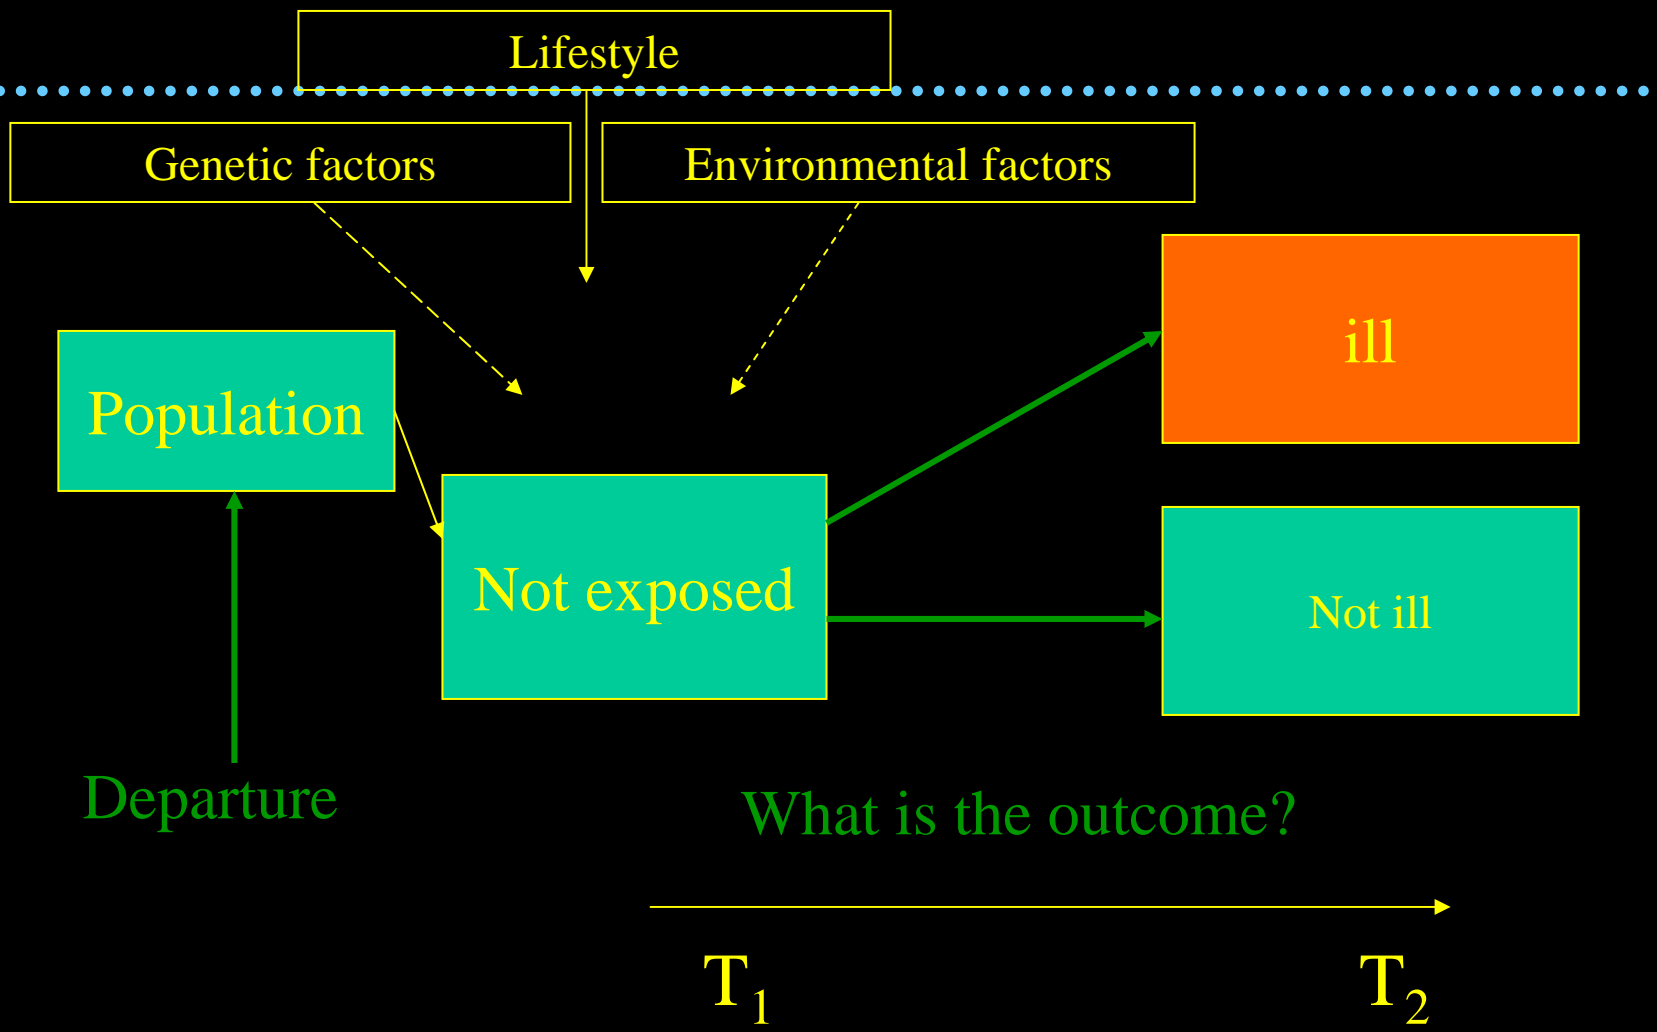 Lifestyle
Genetic factors
Environmental factors
ill
Population
Not exposed
Not ill
Departure
What is the outcome?
T1
T2